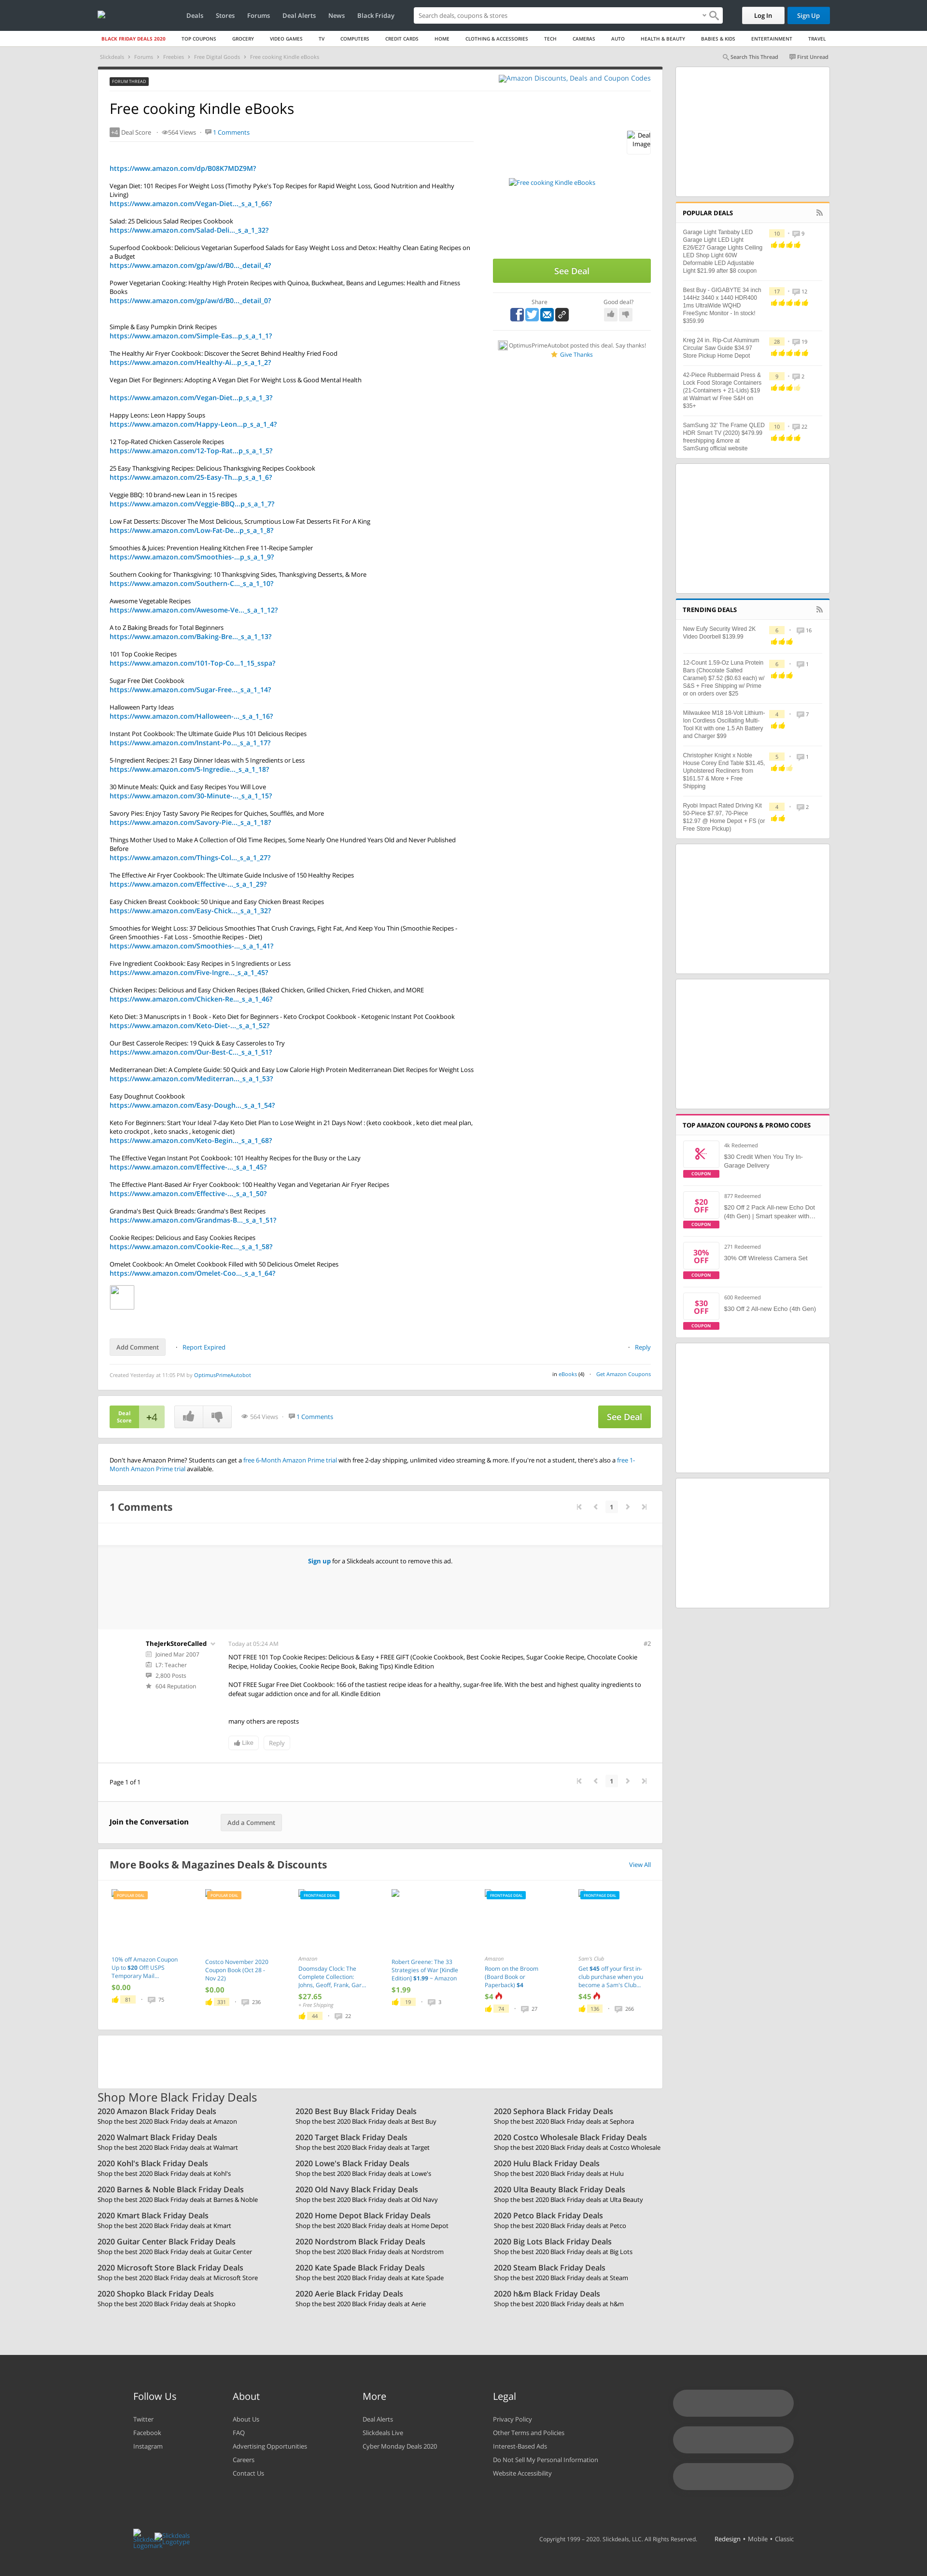 Deals Stores Forums Deal Alerts News Black Friday
Search deals, coupons & stores
Log In
Sign Up
BLACK FRIDAY DEALS 2020 TOP COUPONS GROCERY VIDEO GAMES TV COMPUTERS CREDIT CARDS HOME CLOTHING & ACCESSORIES TECH CAMERAS AUTO HEALTH & BEAUTY BABIES & KIDS ENTERTAINMENT TRAVEL
Slickdeals Forums Freebies Free Digital Goods Free cooking Kindle eBooks
Search This Thread First Unread
FORUM THREAD
Amazon Discounts, Deals and Coupon Codes
Free cooking Kindle eBooks
+4 Deal Score 564 Views 1 Comments
Deal Image
Free cooking Kindle eBooks
See Deal
Share
Good deal?
OptimusPrimeAutobot posted this deal. Say thanks!
Give Thanks
https://www.amazon.com/dp/B08K7MDZ9M?
Vegan Diet: 101 Recipes For Weight Loss (Timothy Pyke's Top Recipes for Rapid Weight Loss, Good Nutrition and Healthy
Living)
https://www.amazon.com/Vegan-Diet..._s_a_1_66?
Salad: 25 Delicious Salad Recipes Cookbook
https://www.amazon.com/Salad-Deli..._s_a_1_32?
Superfood Cookbook: Delicious Vegetarian Superfood Salads for Easy Weight Loss and Detox: Healthy Clean Eating Recipes on
a Budget
https://www.amazon.com/gp/aw/d/B0..._detail_4?
Power Vegetarian Cooking: Healthy High Protein Recipes with Quinoa, Buckwheat, Beans and Legumes: Health and Fitness
Books
https://www.amazon.com/gp/aw/d/B0..._detail_0?
Simple & Easy Pumpkin Drink Recipes
https://www.amazon.com/Simple-Eas...p_s_a_1_1?
The Healthy Air Fryer Cookbook: Discover the Secret Behind Healthy Fried Food
https://www.amazon.com/Healthy-Ai...p_s_a_1_2?
Vegan Diet For Beginners: Adopting A Vegan Diet For Weight Loss & Good Mental Health
https://www.amazon.com/Vegan-Diet...p_s_a_1_3?
Happy Leons: Leon Happy Soups
https://www.amazon.com/Happy-Leon...p_s_a_1_4?
12 Top-Rated Chicken Casserole Recipes
https://www.amazon.com/12-Top-Rat...p_s_a_1_5?
25 Easy Thanksgiving Recipes: Delicious Thanksgiving Recipes Cookbook
https://www.amazon.com/25-Easy-Th...p_s_a_1_6?
Veggie BBQ: 10 brand-new Lean in 15 recipes
https://www.amazon.com/Veggie-BBQ...p_s_a_1_7?
Low Fat Desserts: Discover The Most Delicious, Scrumptious Low Fat Desserts Fit For A King
https://www.amazon.com/Low-Fat-De...p_s_a_1_8?
Smoothies & Juices: Prevention Healing Kitchen Free 11-Recipe Sampler
https://www.amazon.com/Smoothies-...p_s_a_1_9?
Southern Cooking for Thanksgiving: 10 Thanksgiving Sides, Thanksgiving Desserts, & More
https://www.amazon.com/Southern-C..._s_a_1_10?
Awesome Vegetable Recipes
https://www.amazon.com/Awesome-Ve..._s_a_1_12?
A to Z Baking Breads for Total Beginners
https://www.amazon.com/Baking-Bre..._s_a_1_13?
101 Top Cookie Recipes
https://www.amazon.com/101-Top-Co...1_15_sspa?
Sugar Free Diet Cookbook
https://www.amazon.com/Sugar-Free..._s_a_1_14?
Halloween Party Ideas
https://www.amazon.com/Halloween-..._s_a_1_16?
Instant Pot Cookbook: The Ultimate Guide Plus 101 Delicious Recipes
https://www.amazon.com/Instant-Po..._s_a_1_17?
5-Ingredient Recipes: 21 Easy Dinner Ideas with 5 Ingredients or Less
https://www.amazon.com/5-Ingredie..._s_a_1_18?
30 Minute Meals: Quick and Easy Recipes You Will Love
https://www.amazon.com/30-Minute-..._s_a_1_15?
Savory Pies: Enjoy Tasty Savory Pie Recipes for Quiches, Soufflés, and More
https://www.amazon.com/Savory-Pie..._s_a_1_18?
Things Mother Used to Make A Collection of Old Time Recipes, Some Nearly One Hundred Years Old and Never Published
Before
https://www.amazon.com/Things-Col..._s_a_1_27?
The Effective Air Fryer Cookbook: The Ultimate Guide Inclusive of 150 Healthy Recipes
https://www.amazon.com/Effective-..._s_a_1_29?
Easy Chicken Breast Cookbook: 50 Unique and Easy Chicken Breast Recipes
https://www.amazon.com/Easy-Chick..._s_a_1_32?
Smoothies for Weight Loss: 37 Delicious Smoothies That Crush Cravings, Fight Fat, And Keep You Thin (Smoothie Recipes -
Green Smoothies - Fat Loss - Smoothie Recipes - Diet)
https://www.amazon.com/Smoothies-..._s_a_1_41?
Five Ingredient Cookbook: Easy Recipes in 5 Ingredients or Less
https://www.amazon.com/Five-Ingre..._s_a_1_45?
Chicken Recipes: Delicious and Easy Chicken Recipes (Baked Chicken, Grilled Chicken, Fried Chicken, and MORE
https://www.amazon.com/Chicken-Re..._s_a_1_46?
Keto Diet: 3 Manuscripts in 1 Book - Keto Diet for Beginners - Keto Crockpot Cookbook - Ketogenic Instant Pot Cookbook
https://www.amazon.com/Keto-Diet-..._s_a_1_52?
Our Best Casserole Recipes: 19 Quick & Easy Casseroles to Try
https://www.amazon.com/Our-Best-C..._s_a_1_51?
Mediterranean Diet: A Complete Guide: 50 Quick and Easy Low Calorie High Protein Mediterranean Diet Recipes for Weight Loss
https://www.amazon.com/Mediterran..._s_a_1_53?
Easy Doughnut Cookbook
https://www.amazon.com/Easy-Dough..._s_a_1_54?
Keto For Beginners: Start Your Ideal 7-day Keto Diet Plan to Lose Weight in 21 Days Now! : (keto cookbook , keto diet meal plan,
keto crockpot , keto snacks , ketogenic diet)
https://www.amazon.com/Keto-Begin..._s_a_1_68?
The Effective Vegan Instant Pot Cookbook: 101 Healthy Recipes for the Busy or the Lazy
https://www.amazon.com/Effective-..._s_a_1_45?
The Effective Plant-Based Air Fryer Cookbook: 100 Healthy Vegan and Vegetarian Air Fryer Recipes
https://www.amazon.com/Effective-..._s_a_1_50?
Grandma's Best Quick Breads: Grandma's Best Recipes
https://www.amazon.com/Grandmas-B..._s_a_1_51?
Cookie Recipes: Delicious and Easy Cookies Recipes
https://www.amazon.com/Cookie-Rec..._s_a_1_58?
Omelet Cookbook: An Omelet Cookbook Filled with 50 Delicious Omelet Recipes
https://www.amazon.com/Omelet-Coo..._s_a_1_64?
Add Comment Report Expired Reply
Created Yesterday at 11:05 PM by OptimusPrimeAutobot
in eBooks (4) Get Amazon Coupons
Deal Score +4 564 Views 1 Comments See Deal
Don't have Amazon Prime? Students can get a free 6-Month Amazon Prime trial with free 2-day shipping, unlimited video streaming & more. If you're not a student, there's also a free 1-
Month Amazon Prime trial available.
1 Comments
1
Sign up for a Slickdeals account to remove this ad.
TheJerkStoreCalled
Joined Mar 2007
L7: Teacher
2,800 Posts
604 Reputation
Today at 05:24 AM
#2
NOT FREE 101 Top Cookie Recipes: Delicious & Easy + FREE GIFT (Cookie Cookbook, Best Cookie Recipes, Sugar Cookie Recipe, Chocolate Cookie
Recipe, Holiday Cookies, Cookie Recipe Book, Baking Tips) Kindle Edition
NOT FREE Sugar Free Diet Cookbook: 166 of the tastiest recipe ideas for a healthy, sugar-free life. With the best and highest quality ingredients to
defeat sugar addiction once and for all. Kindle Edition
many others are reposts
Like Reply
Page 1 of 1
1
Join the Conversation
Add a Comment
More Books & Magazines Deals & Discounts
View All
POPULAR DEAL
10% off Amazon Coupon
Up to $20 Off! USPS
Temporary Mail...
$0.00
81 75
POPULAR DEAL
Costco November 2020
Coupon Book (Oct 28 -
Nov 22)
$0.00
331 236
FRONTPAGE DEAL
Amazon
Doomsday Clock: The
Complete Collection:
Johns, Geoff, Frank, Gar...
$27.65
+ Free Shipping
44 22
Robert Greene: The 33
Strategies of War [Kindle
Edition] $1.99 ~ Amazon
$1.99
19 3
FRONTPAGE DEAL
Amazon
Room on the Broom
(Board Book or
Paperback) $4
$4
74 27
FRONTPAGE DEAL
Sam's Club
Get $45 off your first in-
club purchase when you
become a Sam's Club...
$45
136 266
POPULAR DEALS
Garage Light Tanbaby LED
Garage Light LED Light
E26/E27 Garage Lights Ceiling
LED Shop Light 60W
Deformable LED Adjustable
Light $21.99 after $8 coupon
10 9
Best Buy - GIGABYTE 34 inch
144Hz 3440 x 1440 HDR400
1ms UltraWide WQHD
FreeSync Monitor - In stock!
$359.99
17 12
Kreg 24 in. Rip-Cut Aluminum
Circular Saw Guide $34.97
Store Pickup Home Depot
28 19
42-Piece Rubbermaid Press &
Lock Food Storage Containers
(21-Containers + 21-Lids) $19
at Walmart w/ Free S&H on
$35+
9 2
SamSung 32' The Frame QLED
HDR Smart TV (2020) $479.99
freeshipping &more at
SamSung official website
10 22
TRENDING DEALS
New Eufy Security Wired 2K
Video Doorbell $139.99
6 16
12-Count 1.59-Oz Luna Protein
Bars (Chocolate Salted
Caramel) $7.52 ($0.63 each) w/
S&S + Free Shipping w/ Prime
or on orders over $25
6 1
Milwaukee M18 18-Volt Lithium-
Ion Cordless Oscillating Multi-
Tool Kit with one 1.5 Ah Battery
and Charger $99
4 7
Christopher Knight x Noble
House Corey End Table $31.45,
Upholstered Recliners from
$161.57 & More + Free
Shipping
5 1
Ryobi Impact Rated Driving Kit
50-Piece $7.97, 70-Piece
$12.97 @ Home Depot + FS (or
Free Store Pickup)
4 2
TOP AMAZON COUPONS & PROMO CODES
4k Redeemed
$30 Credit When You Try In-
Garage Delivery
COUPON
$20 OFF
877 Redeemed
$20 Off 2 Pack All-new Echo Dot
(4th Gen) | Smart speaker with...
COUPON
30% OFF
271 Redeemed
30% Off Wireless Camera Set
COUPON
$30 OFF
600 Redeemed
$30 Off 2 All-new Echo (4th Gen)
COUPON
Shop More Black Friday Deals
2020 Amazon Black Friday Deals
Shop the best 2020 Black Friday deals at Amazon
2020 Best Buy Black Friday Deals
Shop the best 2020 Black Friday deals at Best Buy
2020 Sephora Black Friday Deals
Shop the best 2020 Black Friday deals at Sephora
2020 Walmart Black Friday Deals
Shop the best 2020 Black Friday deals at Walmart
2020 Target Black Friday Deals
Shop the best 2020 Black Friday deals at Target
2020 Costco Wholesale Black Friday Deals
Shop the best 2020 Black Friday deals at Costco Wholesale
2020 Kohl's Black Friday Deals
Shop the best 2020 Black Friday deals at Kohl's
2020 Lowe's Black Friday Deals
Shop the best 2020 Black Friday deals at Lowe's
2020 Hulu Black Friday Deals
Shop the best 2020 Black Friday deals at Hulu
2020 Barnes & Noble Black Friday Deals
Shop the best 2020 Black Friday deals at Barnes & Noble
2020 Old Navy Black Friday Deals
Shop the best 2020 Black Friday deals at Old Navy
2020 Ulta Beauty Black Friday Deals
Shop the best 2020 Black Friday deals at Ulta Beauty
2020 Kmart Black Friday Deals
Shop the best 2020 Black Friday deals at Kmart
2020 Home Depot Black Friday Deals
Shop the best 2020 Black Friday deals at Home Depot
2020 Petco Black Friday Deals
Shop the best 2020 Black Friday deals at Petco
2020 Guitar Center Black Friday Deals
Shop the best 2020 Black Friday deals at Guitar Center
2020 Nordstrom Black Friday Deals
Shop the best 2020 Black Friday deals at Nordstrom
2020 Big Lots Black Friday Deals
Shop the best 2020 Black Friday deals at Big Lots
2020 Microsoft Store Black Friday Deals
Shop the best 2020 Black Friday deals at Microsoft Store
2020 Kate Spade Black Friday Deals
Shop the best 2020 Black Friday deals at Kate Spade
2020 Steam Black Friday Deals
Shop the best 2020 Black Friday deals at Steam
2020 Shopko Black Friday Deals
Shop the best 2020 Black Friday deals at Shopko
2020 Aerie Black Friday Deals
Shop the best 2020 Black Friday deals at Aerie
2020 h&m Black Friday Deals
Shop the best 2020 Black Friday deals at h&m
Follow Us
Twitter
Facebook
Instagram
About
About Us
FAQ
Advertising Opportunities
Careers
Contact Us
More
Deal Alerts
Slickdeals Live
Cyber Monday Deals 2020
Legal
Privacy Policy
Other Terms and Policies
Interest-Based Ads
Do Not Sell My Personal Information
Website Accessibility
Slickdeals Logotype
Copyright 1999 – 2020. Slickdeals, LLC. All Rights Reserved. Redesign • Mobile • Classic